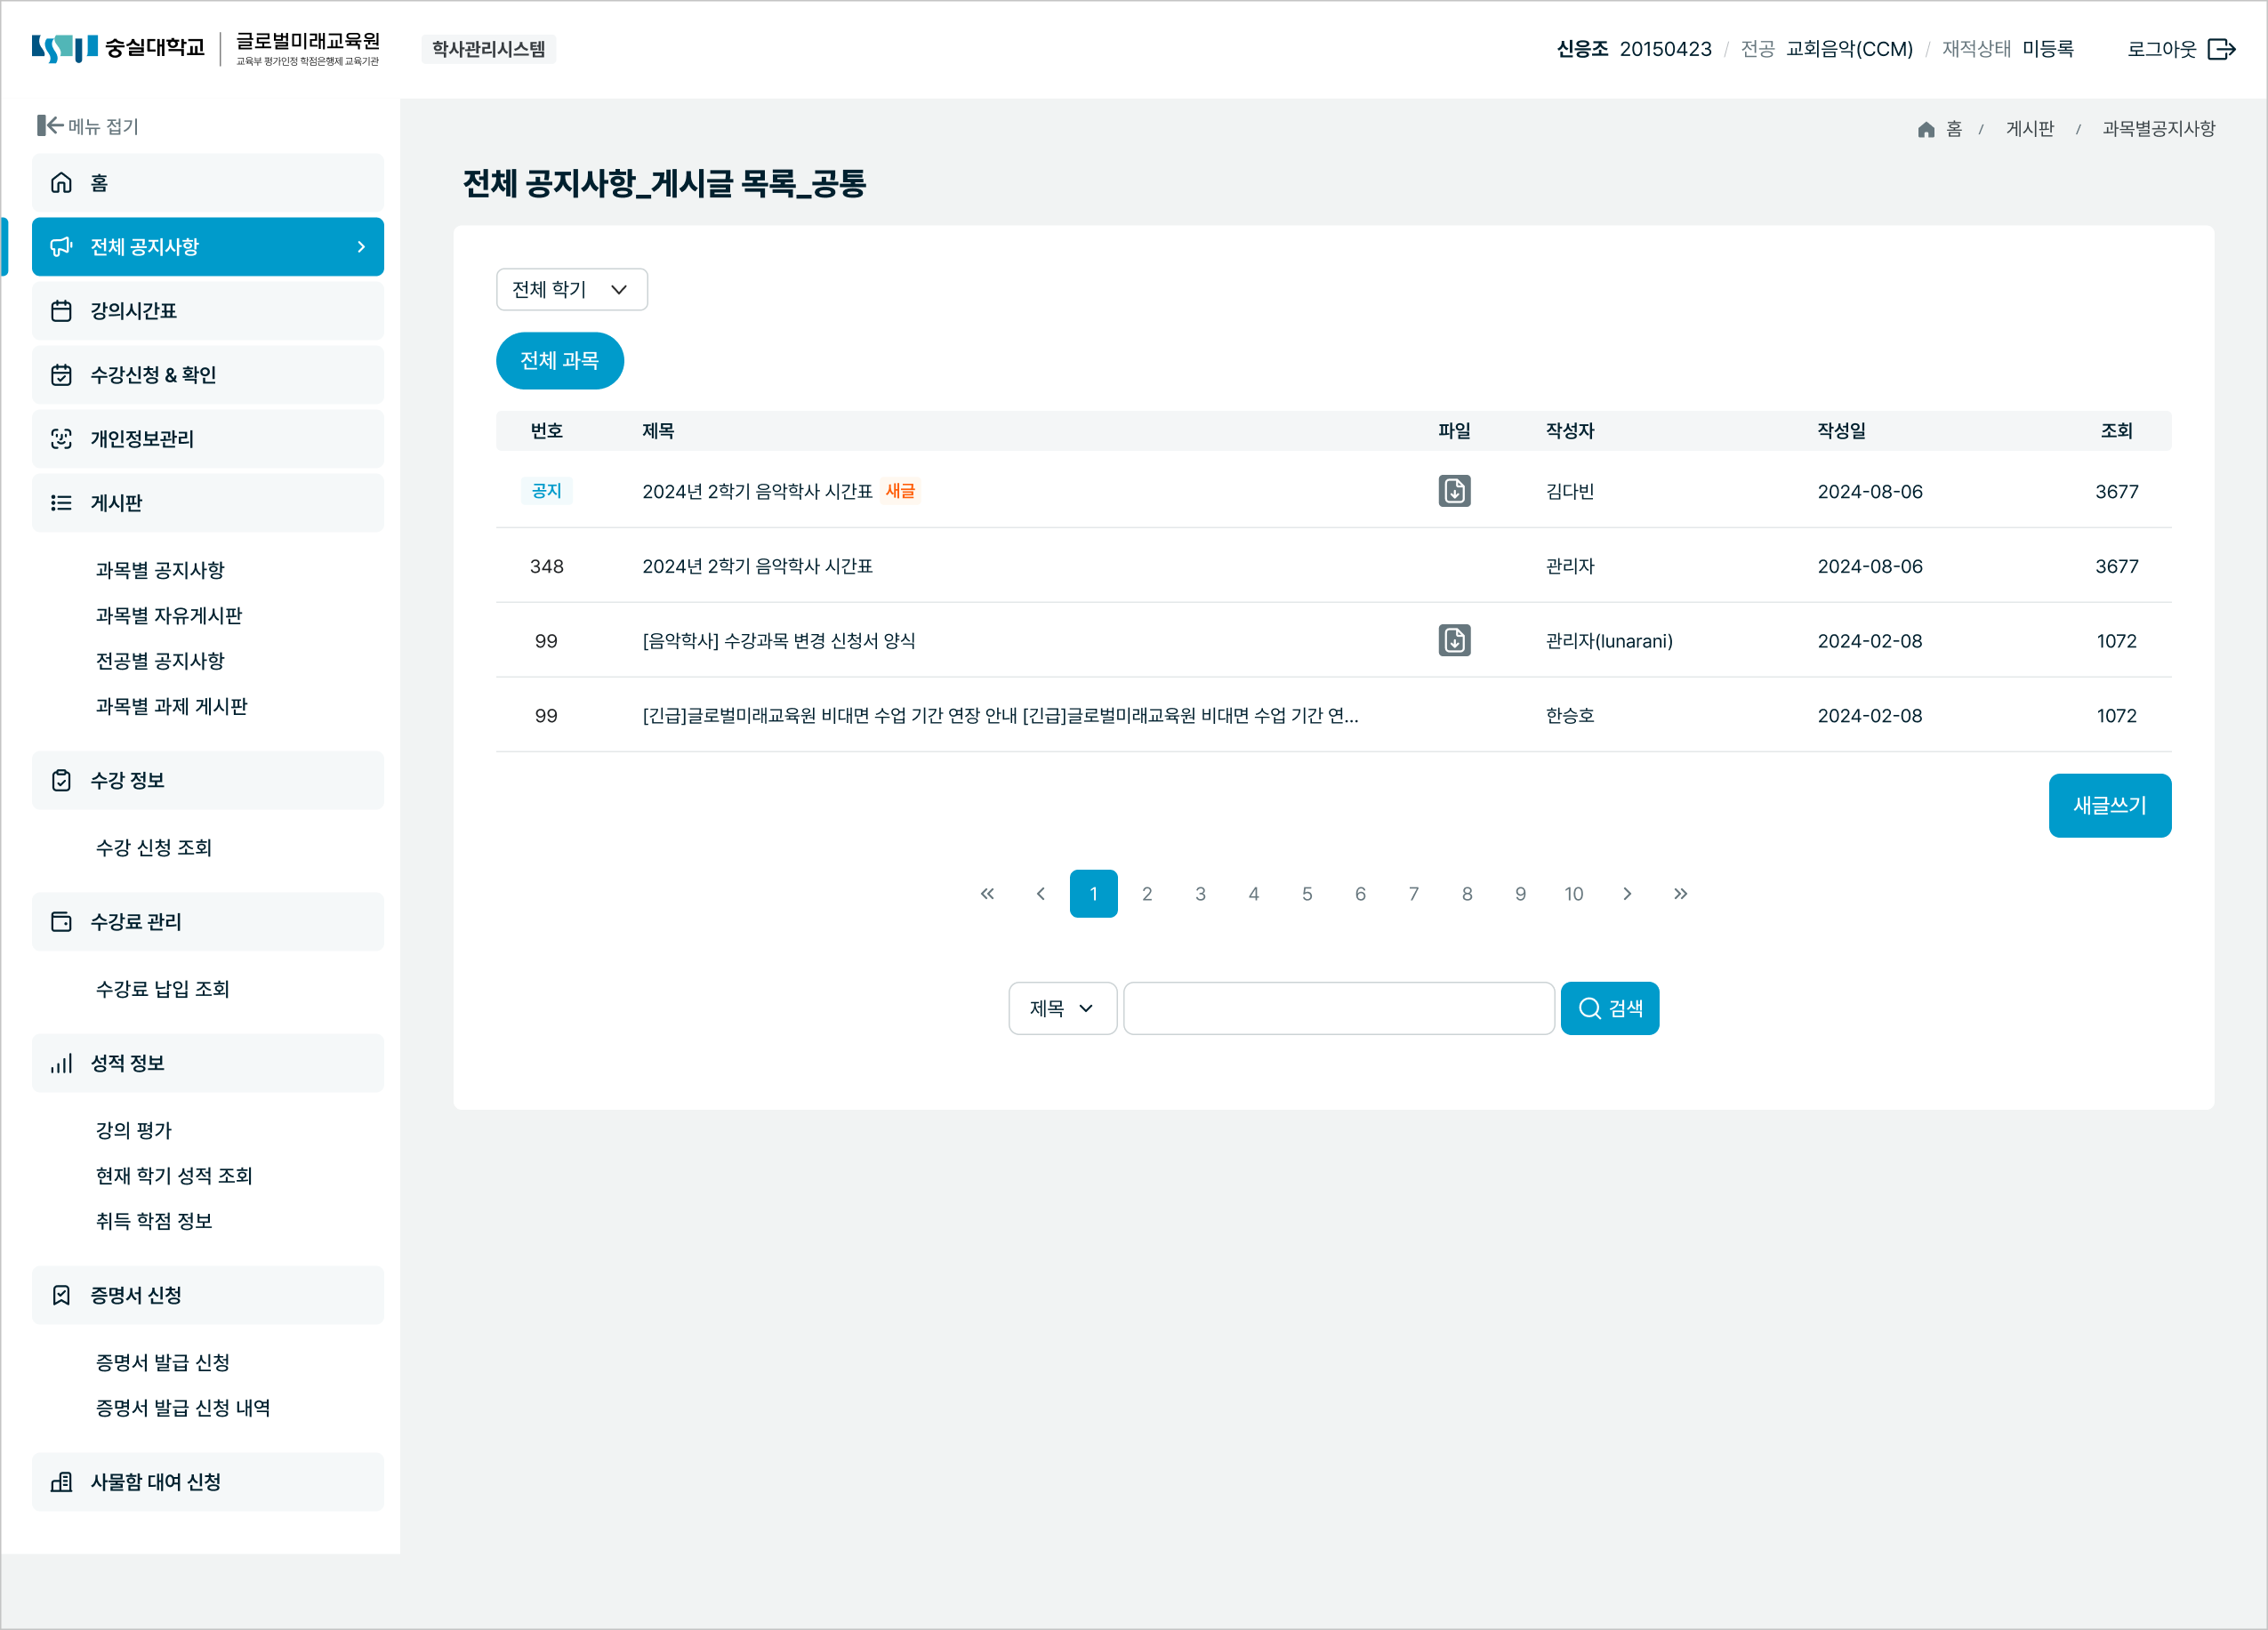 숭실대학교 글로벌미래교육원
교육부 평가인정 학점은행제 교육기관
학사관리시스템
신응조 20150423 / 전공 교회음악(CCM) / 재적상태 미등록
로그아웃
메뉴 접기
홈
전체 공지사항
강의시간표
수강신청 & 확인
개인정보관리
게시판
과목별 공지사항
과목별 자유게시판
전공별 공지사항
과목별 과제 게시판
수강 정보
수강 신청 조회
수강료 관리
수강료 납입 조회
성적 정보
강의 평가
현재 학기 성적 조회
취득 학점 정보
증명서 신청
증명서 발급 신청
증명서 발급 신청 내역
사물함 대여 신청
홈 / 게시판 / 과목별공지사항
전체 공지사항_게시글 목록_공통
전체 학기
전체 과목
번호 제목 파일 작성자 작성일 조회
공지 2024년 2학기 음악학사 시간표 새글 김다빈 2024-08-06 3677
348 2024년 2학기 음악학사 시간표 관리자 2024-08-06 3677
99 [음악학사] 수강과목 변경 신청서 양식 관리자(lunarani) 2024-02-08 1072
99 [긴급]글로벌미래교육원 비대면 수업 기간 연장 안내 [긴급]글로벌미래교육원 비대면 수업 기간 연... 한승호 2024-02-08 1072
새글쓰기
« ‹ 1 2 3 4 5 6 7 8 9 10 › »
제목 검색